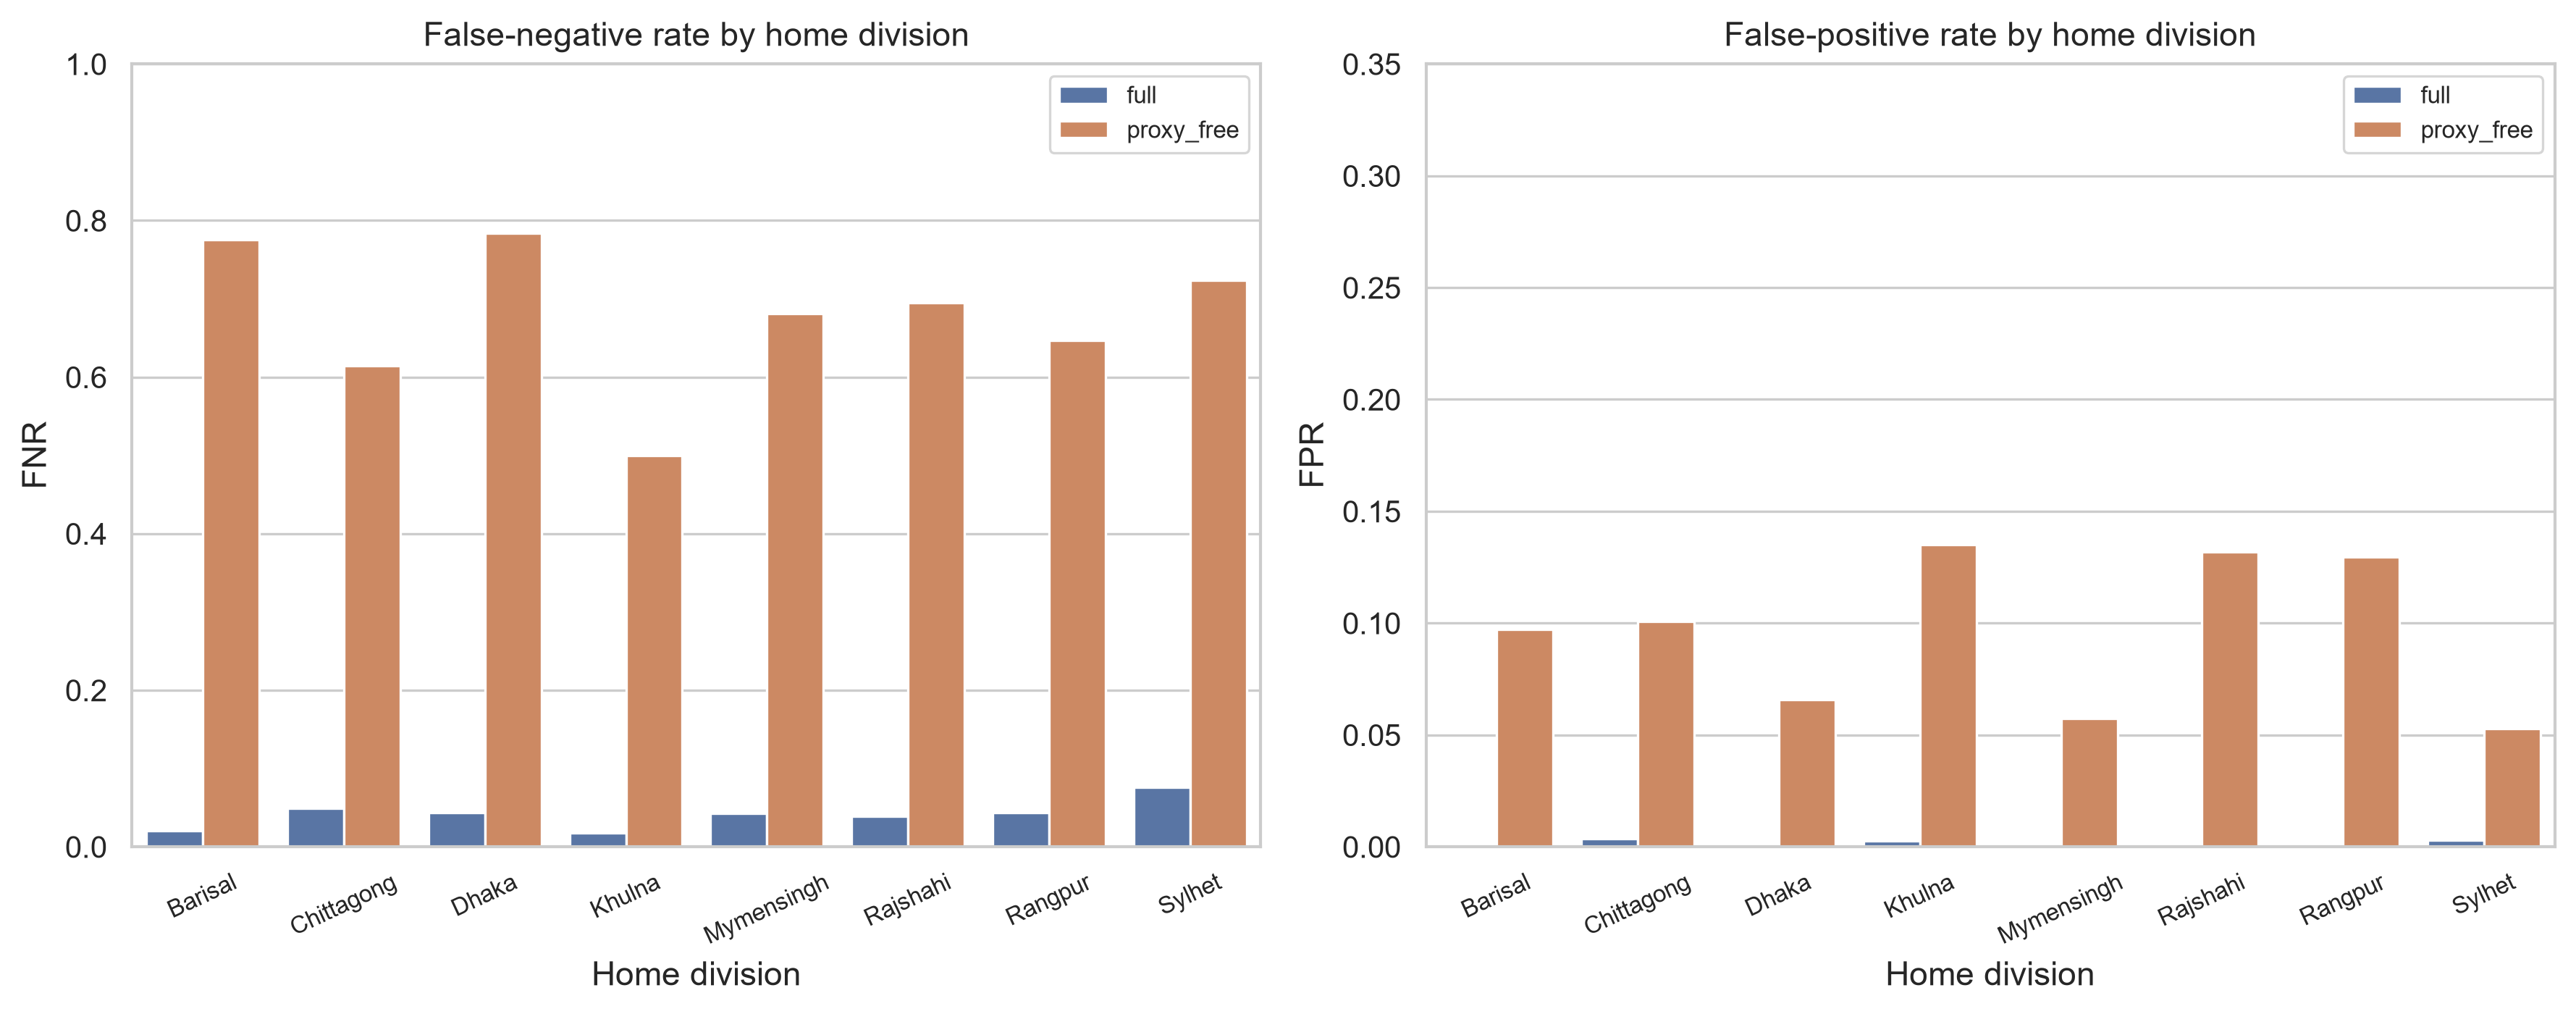 False-negative rate by home division
1.0
0.8
0.6
0.4
0.2
0.0
FNR
full
proxy_free
Barisal
Chittagong
Dhaka
Khulna
Mymensingh
Rajshahi
Rangpur
Sylhet
Home division
False-positive rate by home division
0.35
0.30
0.25
0.20
0.15
0.10
0.05
0.00
FPR
full
proxy_free
Barisal
Chittagong
Dhaka
Khulna
Mymensingh
Rajshahi
Rangpur
Sylhet
Home division